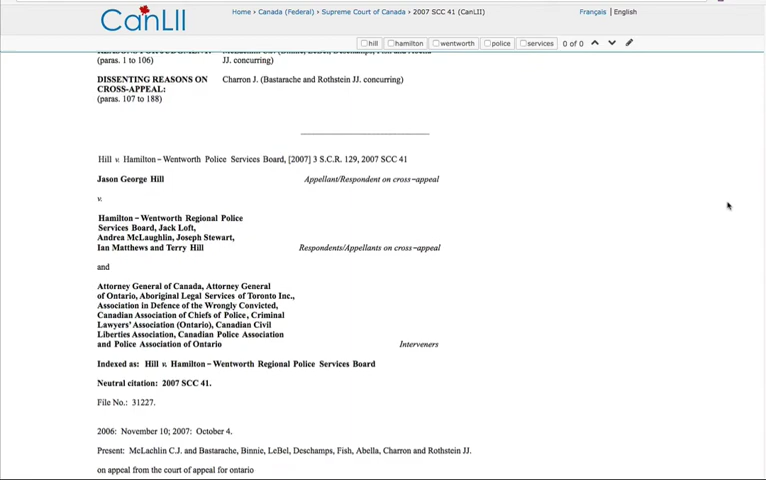 CanLII
Home › Canada (Federal) › Supreme Court of Canada › 2007 SCC 41 (CanLII)
Français | English
hill hamilton wentworth police services 0 of 0
(paras. 1 to 106) JJ. concurring)
DISSENTING REASONS ON Charron J. (Bastarache and Rothstein JJ. concurring)
CROSS-APPEAL:
(paras. 107 to 188)
Hill v. Hamilton–Wentworth Police Services Board, [2007] 3 S.C.R. 129, 2007 SCC 41
Jason George Hill Appellant/Respondent on cross-appeal
v.
Hamilton–Wentworth Regional Police
Services Board, Jack Loft,
Andrea McLaughlin, Joseph Stewart,
Ian Matthews and Terry Hill Respondents/Appellants on cross-appeal
and
Attorney General of Canada, Attorney General
of Ontario, Aboriginal Legal Services of Toronto Inc.,
Association in Defence of the Wrongly Convicted,
Canadian Association of Chiefs of Police, Criminal
Lawyers' Association (Ontario), Canadian Civil
Liberties Association, Canadian Police Association
and Police Association of Ontario Interveners
Indexed as: Hill v. Hamilton–Wentworth Regional Police Services Board
Neutral citation: 2007 SCC 41.
File No.: 31227.
2006: November 10; 2007: October 4.
Present: McLachlin C.J. and Bastarache, Binnie, LeBel, Deschamps, Fish, Abella, Charron and Rothstein JJ.
on appeal from the court of appeal for ontario